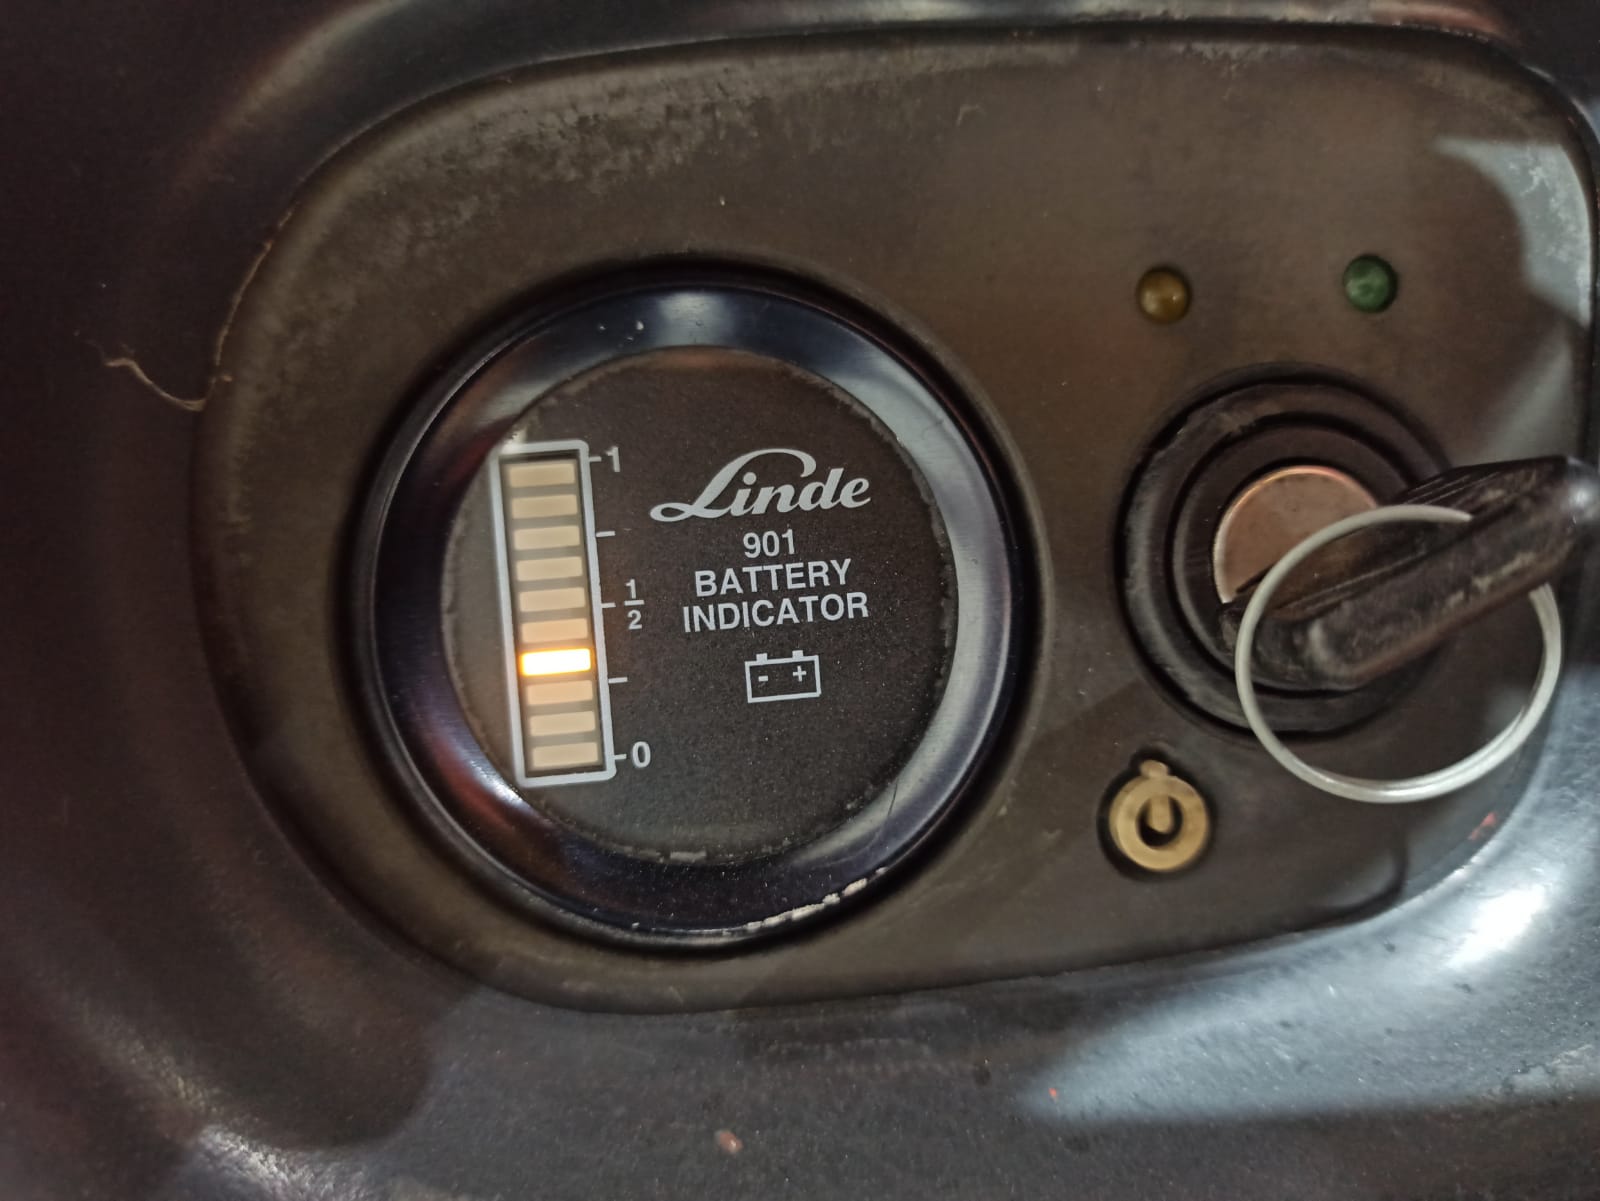 1
1/2
0
Linde
901
BATTERY
INDICATOR
- +